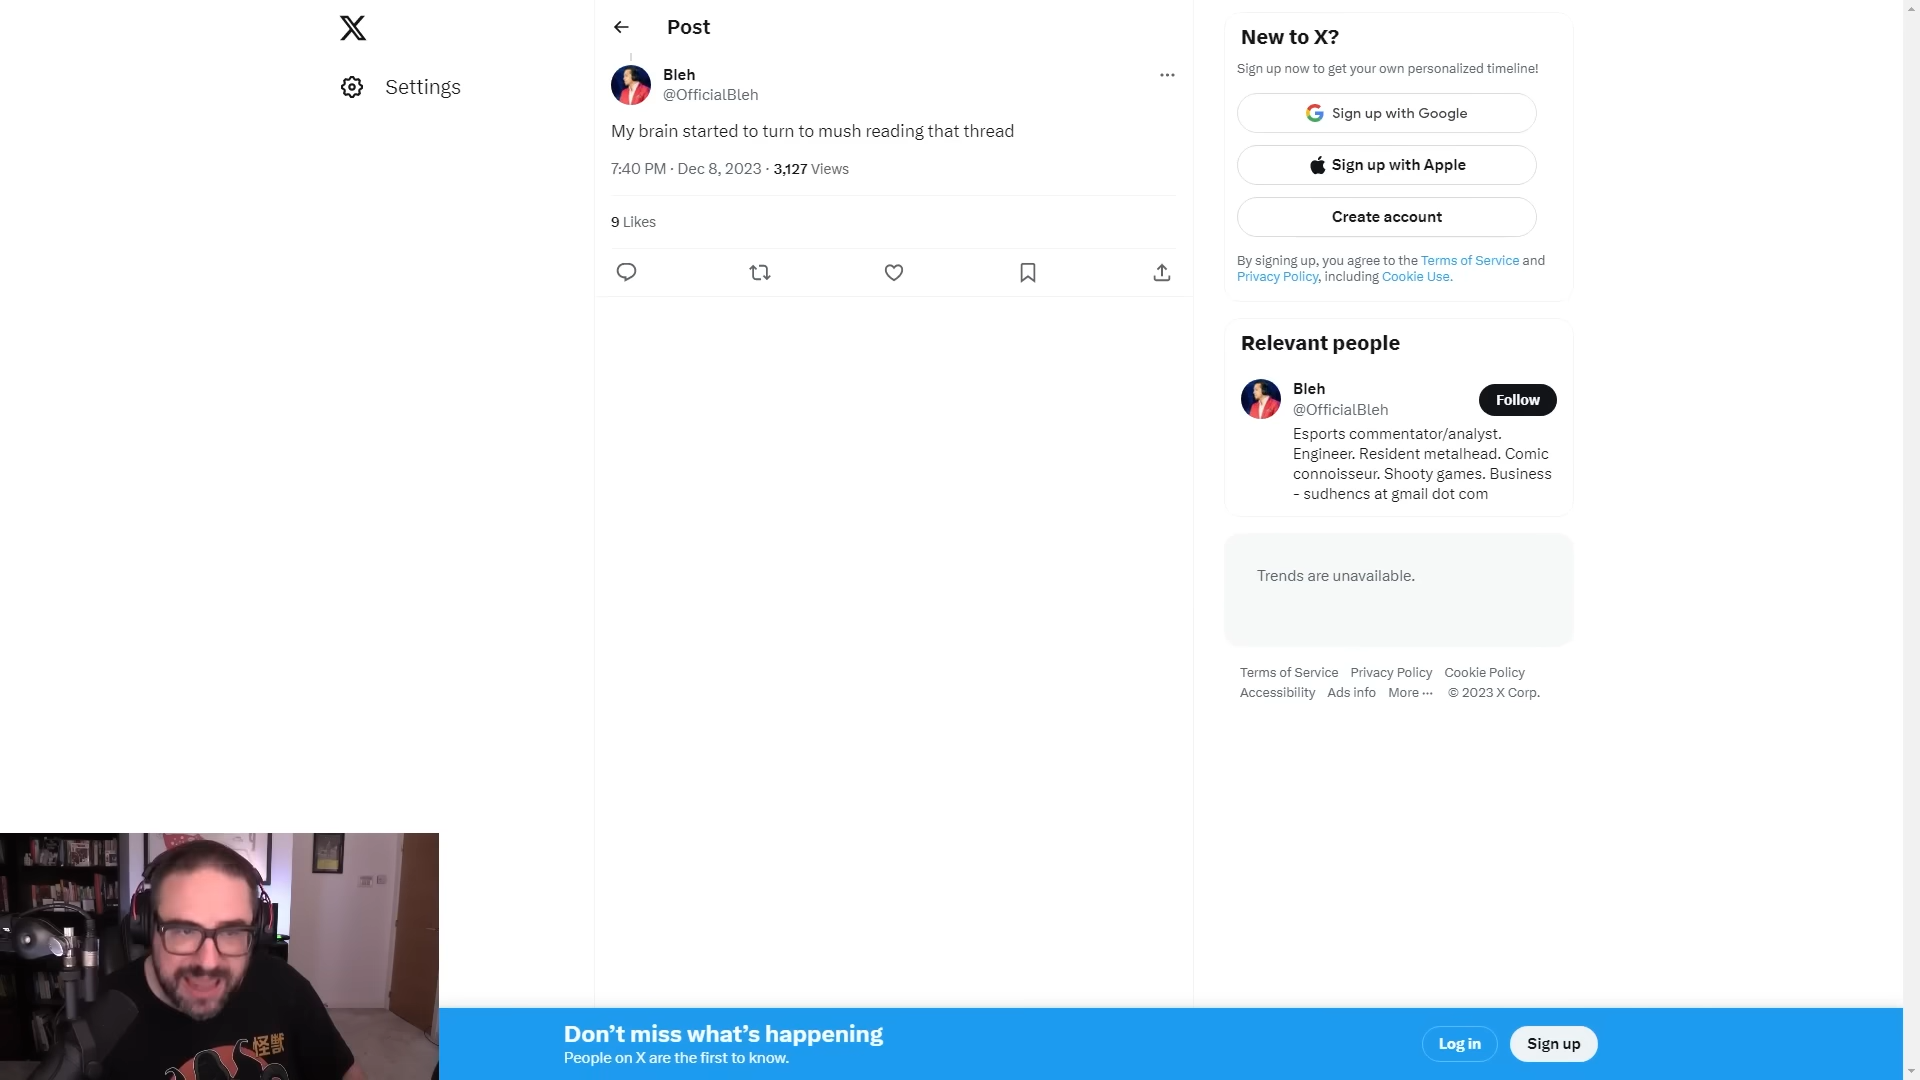 Settings
Post
Bleh
@OfficialBleh
My brain started to turn to mush reading that thread
7:40 PM · Dec 8, 2023 · 3,127 Views
9 Likes
New to X?
Sign up now to get your own personalized timeline!
Sign up with Google
Sign up with Apple
Create account
By signing up, you agree to the Terms of Service and
Privacy Policy, including Cookie Use.
Relevant people
Bleh
@OfficialBleh
Follow
Esports commentator/analyst.
Engineer. Resident metalhead. Comic
connoisseur. Shooty games. Business
- sudhencs at gmail dot com
Trends are unavailable.
Terms of Service Privacy Policy Cookie Policy
Accessibility Ads info More ··· © 2023 X Corp.
怪獣
Don’t miss what’s happening
People on X are the first to know.
Log in
Sign up